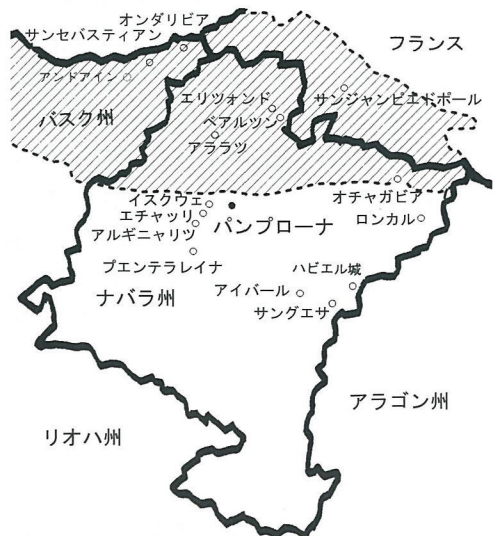 オンダリビア
サンセバスティアン
フランス
アンドアイン
エリツォンド
サンジャンピエドポール
ベアルツン
バスク州
アララツ
オチャガビア
イスクウェ
エチャッリ
パンプローナ
ロンカル
アルギニャリツ
プエンテラレイナ
ハビエル城
ナバラ州
アイバール
サングエサ
アラゴン州
リオハ州